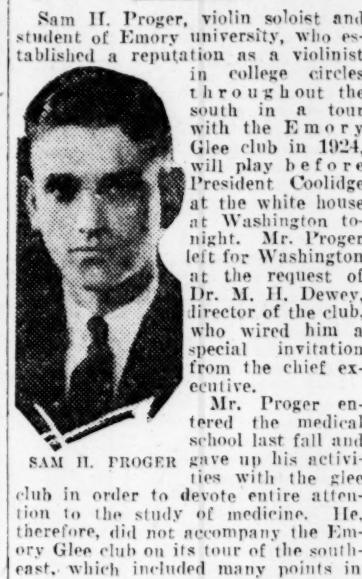 Sam H. Proger, violin soloist and
student of Emory university, who es-
tablished a reputation as a violinist
in college circles
throughout the
south in a tour
with the Emory
Glee club in 1924,
will play before
President Coolidge
at the white house
at Washington to-
night. Mr. Proger
left for Washington
at the request of
Dr. M. H. Dewey,
director of the club,
who wired him a
special invitation
from the chief ex-
ecutive.
Mr. Proger en-
tered the medical
school last fall and
gave up his activi-
ties with the glee
club in order to devote entire atten-
tion to the study of medicine. He,
therefore, did not accompany the Em-
ory Glee club on its tour of the south-
east, which included many points in
SAM H. PROGER